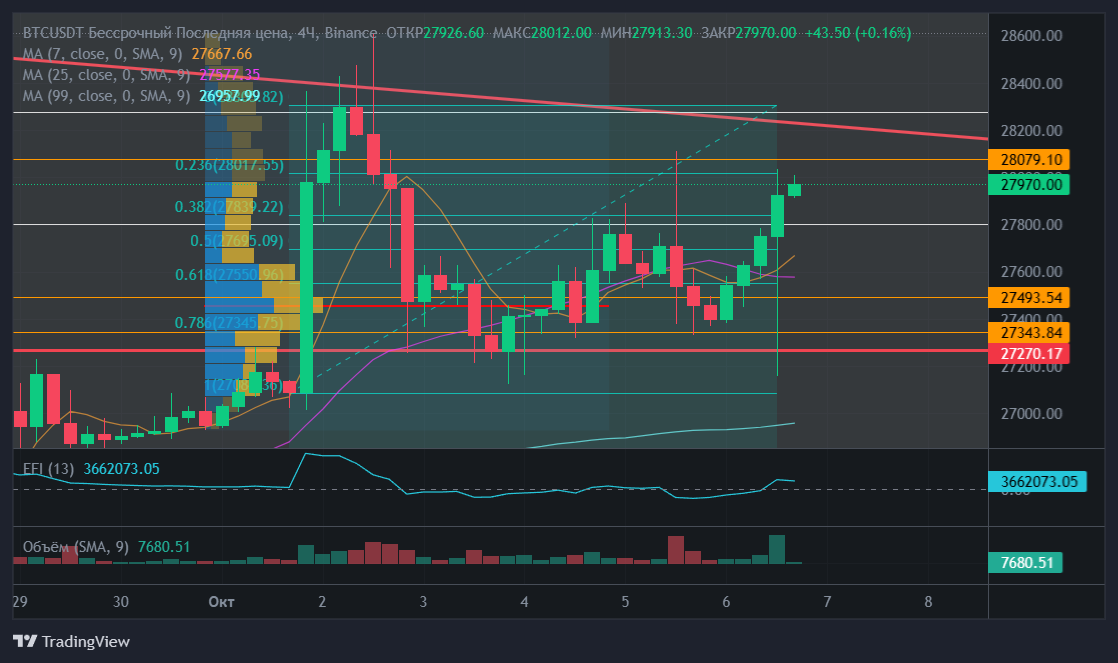 BTCUSDT Бессрочный Последняя цена, 4Ч, Binance ОТКР27926.60 МАКС28012.00 МИН27913.30 ЗАКР27970.00 +43.50 (+0.16%)
MA (7, close, 0, SMA, 9) 27667.66
MA (25, close, 0, SMA, 9) 27577.35
MA (99, close, 0, SMA, 9) 26957.99
0.236(28017.55)
0.382(27839.22)
0.5(27695.09)
0.618(27550.96)
0.786(27345.75)
28600.00
28400.00
28200.00
28079.10
27970.00
27800.00
27600.00
27493.54
27400.00
27343.84
27270.17
27200.00
27000.00
EFI (13) 3662073.05
3662073.05
0.00
Объём (SMA, 9) 7680.51
7680.51
29 30 Окт 2 3 4 5 6 7 8
TradingView